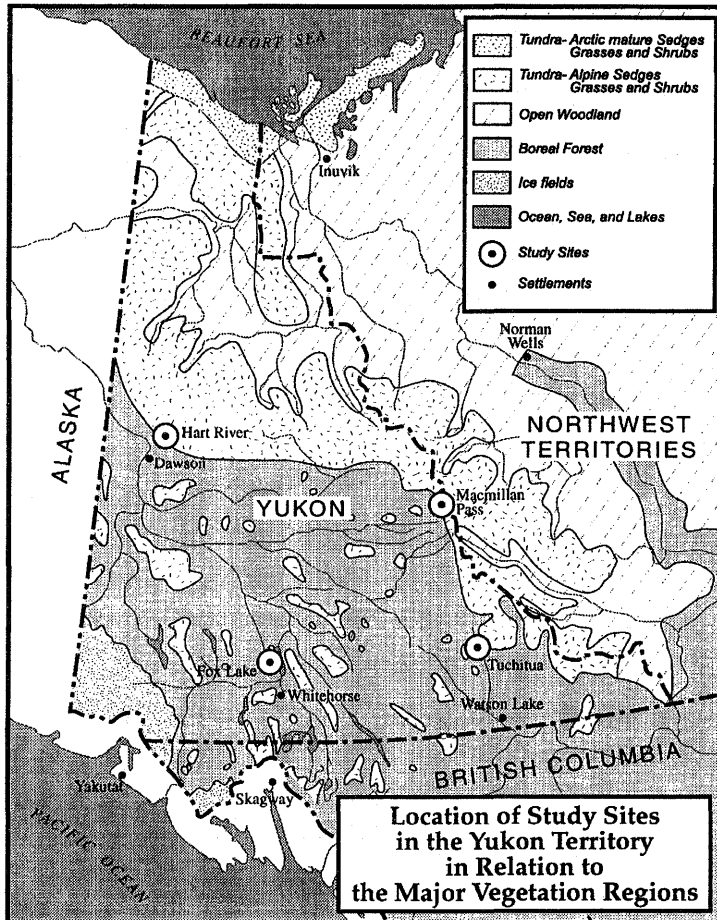 BEAUFORT SEA
Tundra- Arctic mature Sedges
Grasses and Shrubs
Tundra- Alpine Sedges
Grasses and Shrubs
Open Woodland
Boreal Forest
Ice fields
Ocean, Sea, and Lakes
Study Sites
Settlements
Inuvik
Norman
Wells
NORTHWEST
TERRITORIES
ALASKA
Hart River
Dawson
YUKON
Macmillan
Pass
Fox Lake
Tuchitua
Whitehorse
Watson Lake
BRITISH COLUMBIA
Yakutat
Skagway
PACIFIC OCEAN
Location of Study Sites
in the Yukon Territory
in Relation to
the Major Vegetation Regions